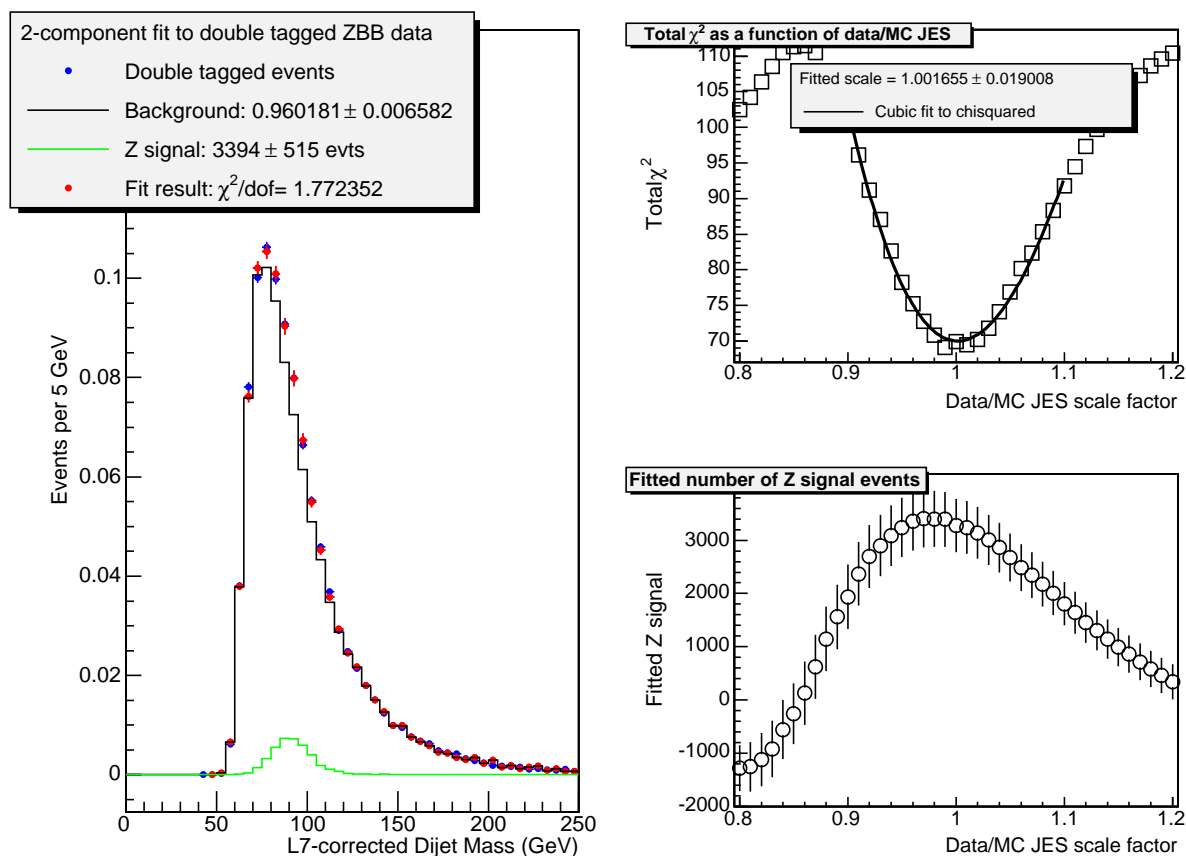 2-component fit to double tagged ZBB data
Double tagged events
Background: 0.960181 ± 0.006582
Z signal: 3394 ± 515 evts
Fit result: χ²/dof= 1.772352
Events per 5 GeV
0.1
0.08
0.06
0.04
0.02
0
0 50 100 150 200 250
L7-corrected Dijet Mass (GeV)
Total χ² as a function of data/MC JES
Fitted scale = 1.001655 ± 0.019008
Cubic fit to chisquared
Total χ²
110
105
100
95
90
85
80
75
70
0.8 0.9 1 1.1 1.2
Data/MC JES scale factor
Fitted number of Z signal events
Fitted Z signal
3000
2000
1000
0
-1000
-2000
0.8 0.9 1 1.1 1.2
Data/MC JES scale factor